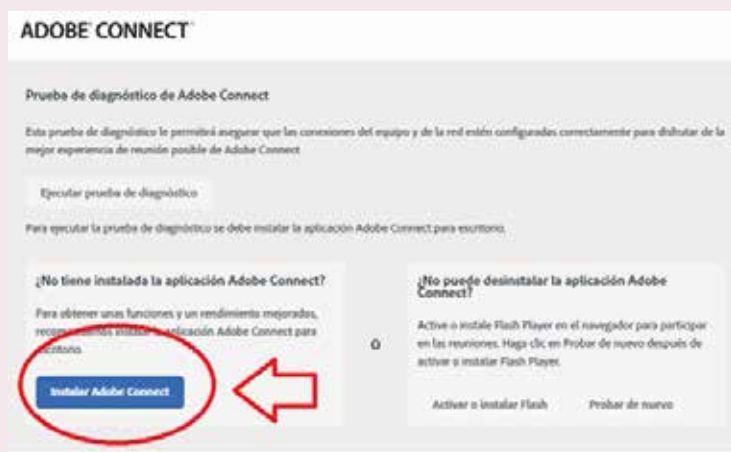 ADOBE CONNECT
Prueba de diagnóstico de Adobe Connect
Esta prueba de diagnóstico le permitirá asegurar que las conexiones del equipo y de la red estén configuradas correctamente para disfrutar de la
mejor experiencia de reunión posible de Adobe Connect
Ejecutar prueba de diagnóstico
Para ejecutar la prueba de diagnóstico se debe instalar la aplicación Adobe Connect para escritorio.
¿No tiene instalada la aplicación Adobe Connect?
Para obtener unas funciones y un rendimiento mejorados,
recomendamos instalar la aplicación Adobe Connect para
escritorio
Instalar Adobe Connect
O
¿No puede desinstalar la aplicación Adobe
Connect?
Active o instale Flash Player en el navegador para participar
en las reuniones. Haga clic en Probar de nuevo después de
activar o instalar Flash Player.
Activar o instalar Flash
Probar de nuevo